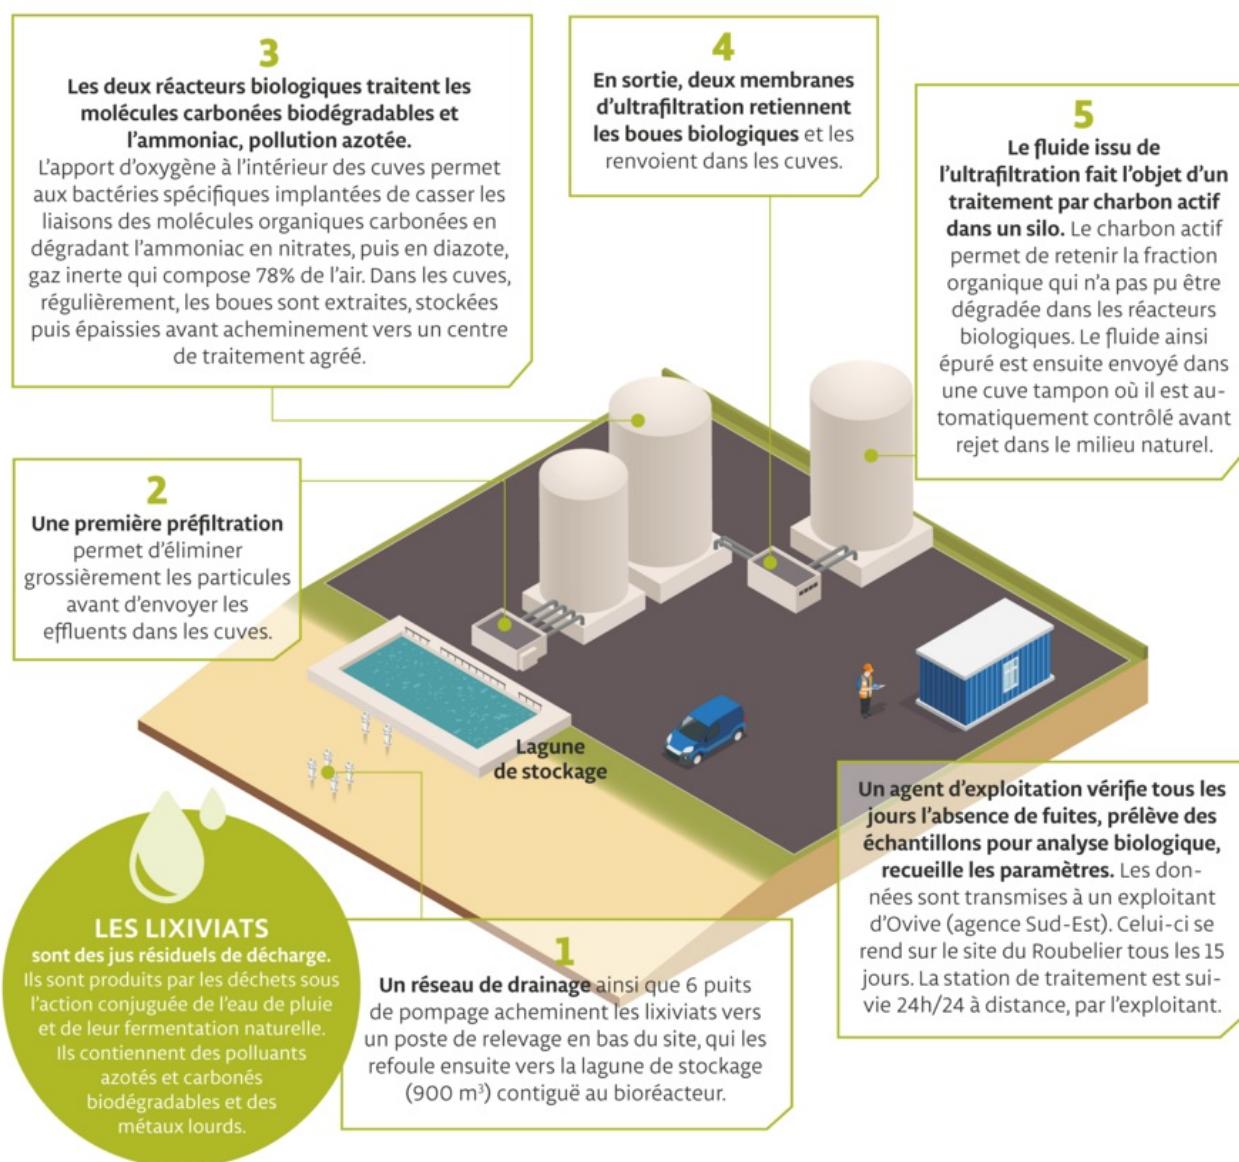 3
Les deux réacteurs biologiques traitent les
molécules carbonées biodégradables et
l'ammoniac, pollution azotée.
L'apport d'oxygène à l'intérieur des cuves permet
aux bactéries spécifiques implantées de casser les
liaisons des molécules organiques carbonées en
dégradant l'ammoniac en nitrates, puis en diazote,
gaz inerte qui compose 78% de l'air. Dans les cuves,
régulièrement, les boues sont extraites, stockées
puis épaissies avant acheminement vers un centre
de traitement agréé.
4
En sortie, deux membranes
d'ultrafiltration retiennent
les boues biologiques et les
renvoient dans les cuves.
5
Le fluide issu de
l'ultrafiltration fait l'objet d'un
traitement par charbon actif
dans un silo. Le charbon actif
permet de retenir la fraction
organique qui n'a pas pu être
dégradée dans les réacteurs
biologiques. Le fluide ainsi
épuré est ensuite envoyé dans
une cuve tampon où il est au-
tomatiquement contrôlé avant
rejet dans le milieu naturel.
2
Une première préfiltration
permet d'éliminer
grossièrement les particules
avant d'envoyer les
effluents dans les cuves.
Lagune
de stockage
Un agent d'exploitation vérifie tous les
jours l'absence de fuites, prélève des
échantillons pour analyse biologique,
recueille les paramètres. Les don-
nées sont transmises à un exploitant
d'Ovive (agence Sud-Est). Celui-ci se
rend sur le site du Roubelier tous les 15
jours. La station de traitement est sui-
vie 24h/24 à distance, par l'exploitant.
LES LIXIVIATS
sont des jus résiduels de décharge.
Ils sont produits par les déchets sous
l'action conjuguée de l'eau de pluie
et de leur fermentation naturelle.
Ils contiennent des polluants
azotés et carbonés
biodégradables et des
métaux lourds.
1
Un réseau de drainage ainsi que 6 puits
de pompage acheminent les lixiviats vers
un poste de relevage en bas du site, qui les
refoule ensuite vers la lagune de stockage
(900 m³) contiguë au bioréacteur.